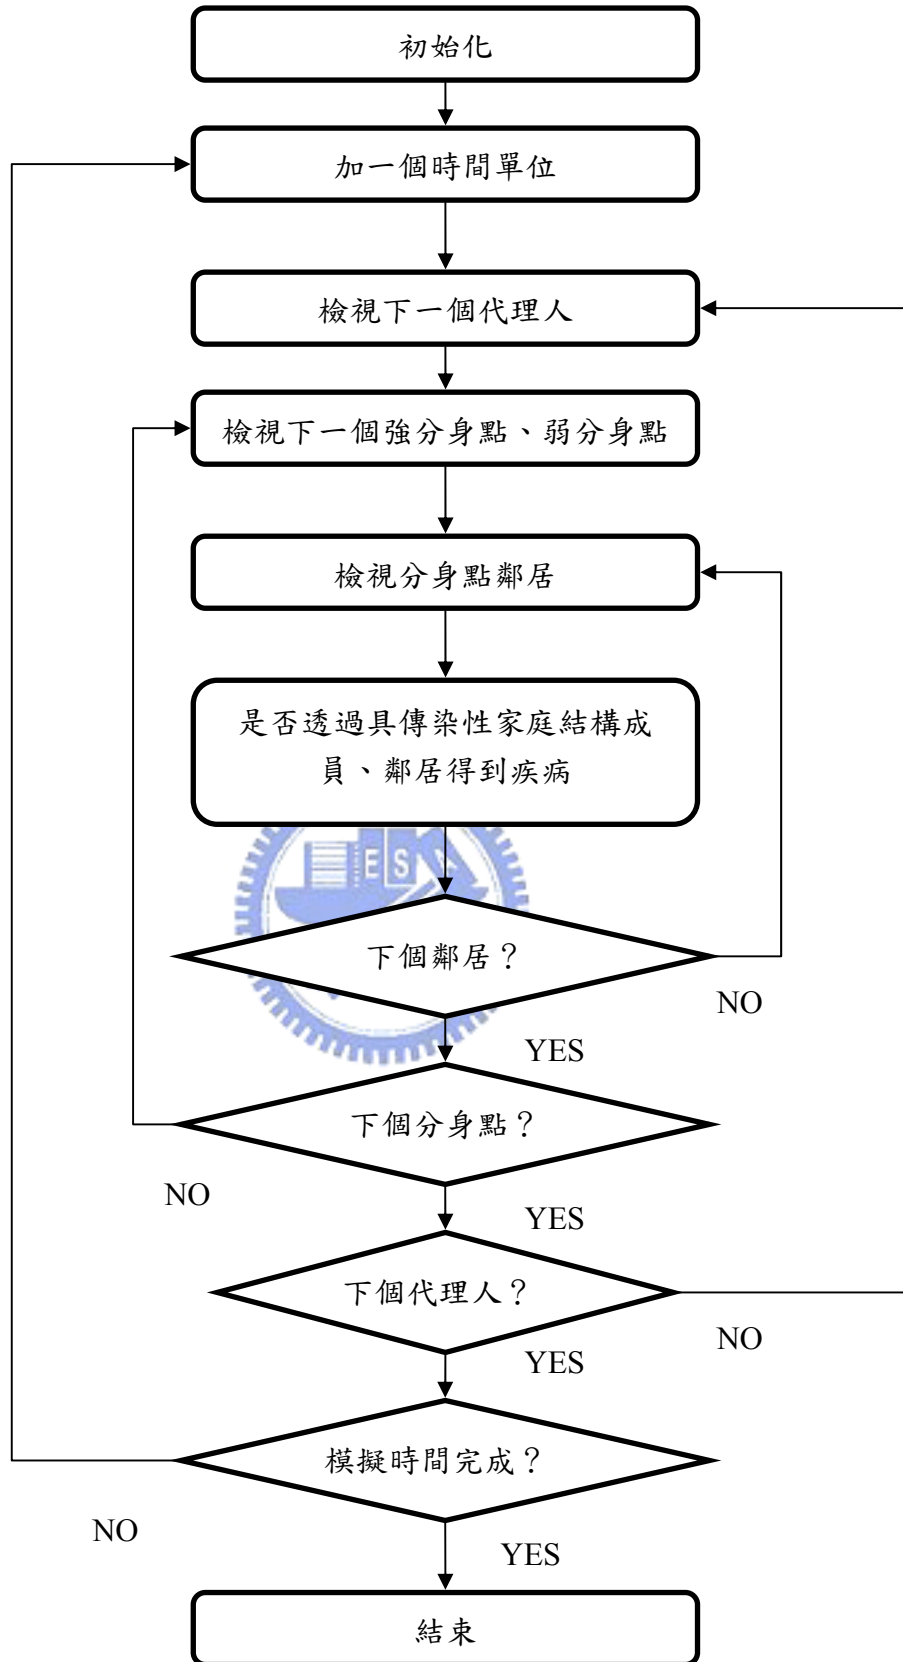 初始化
加一個時間單位
檢視下一個代理人
檢視下一個強分身點、弱分身點
檢視分身點鄰居
是否透過具傳染性家庭結構成
員、鄰居得到疾病
ES
下個鄰居？
NO
YES
下個分身點？
NO
YES
下個代理人？
NO
YES
模擬時間完成？
NO
YES
結束